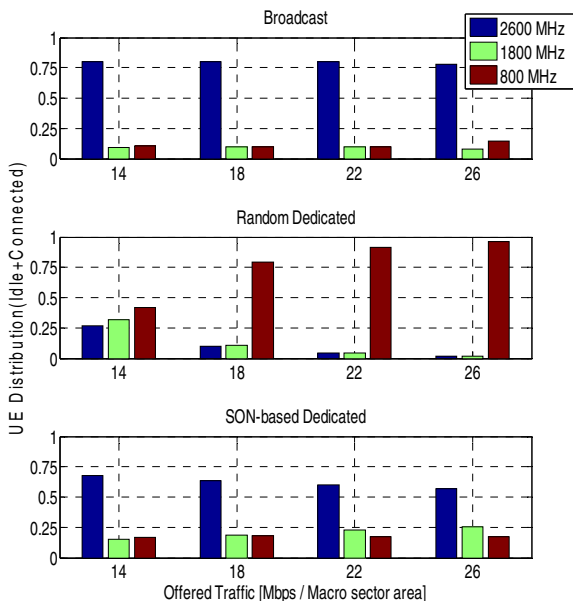 Broadcast
2600 MHz
1800 MHz
800 MHz
1
0.75
0.5
0.25
0
14 18 22 26
UE Distribution(Idle+Connected)
Random Dedicated
1
0.75
0.5
0.25
0
14 18 22 26
SON-based Dedicated
1
0.75
0.5
0.25
0
14 18 22 26
Offered Traffic [Mbps / Macro sector area]